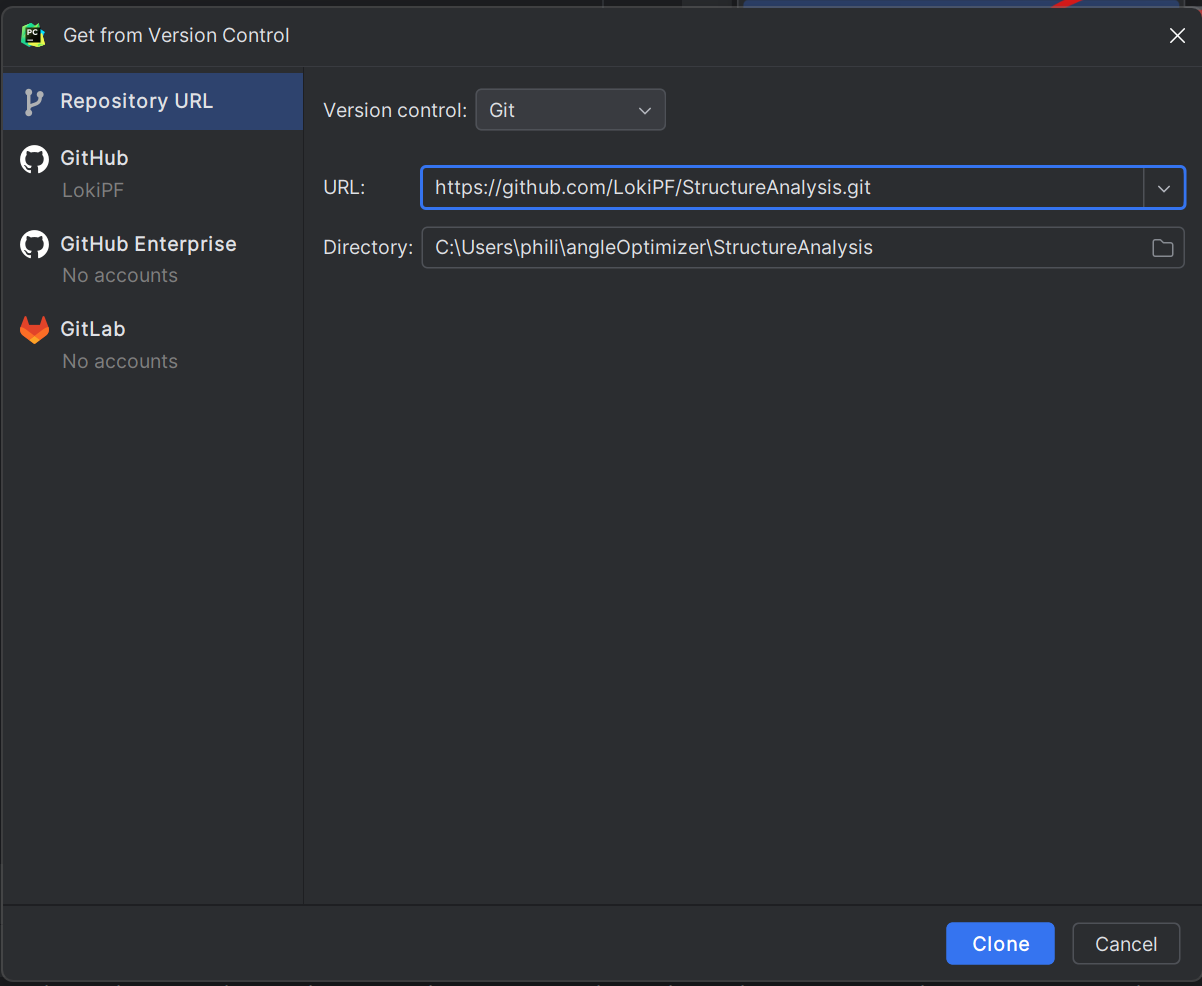 PC
Get from Version Control
Repository URL
GitHub
LokiPF
GitHub Enterprise
No accounts
GitLab
No accounts
Version control: Git
URL: https://github.com/LokiPF/StructureAnalysis.git
Directory: C:\Users\phili\angleOptimizer\StructureAnalysis
Clone Cancel